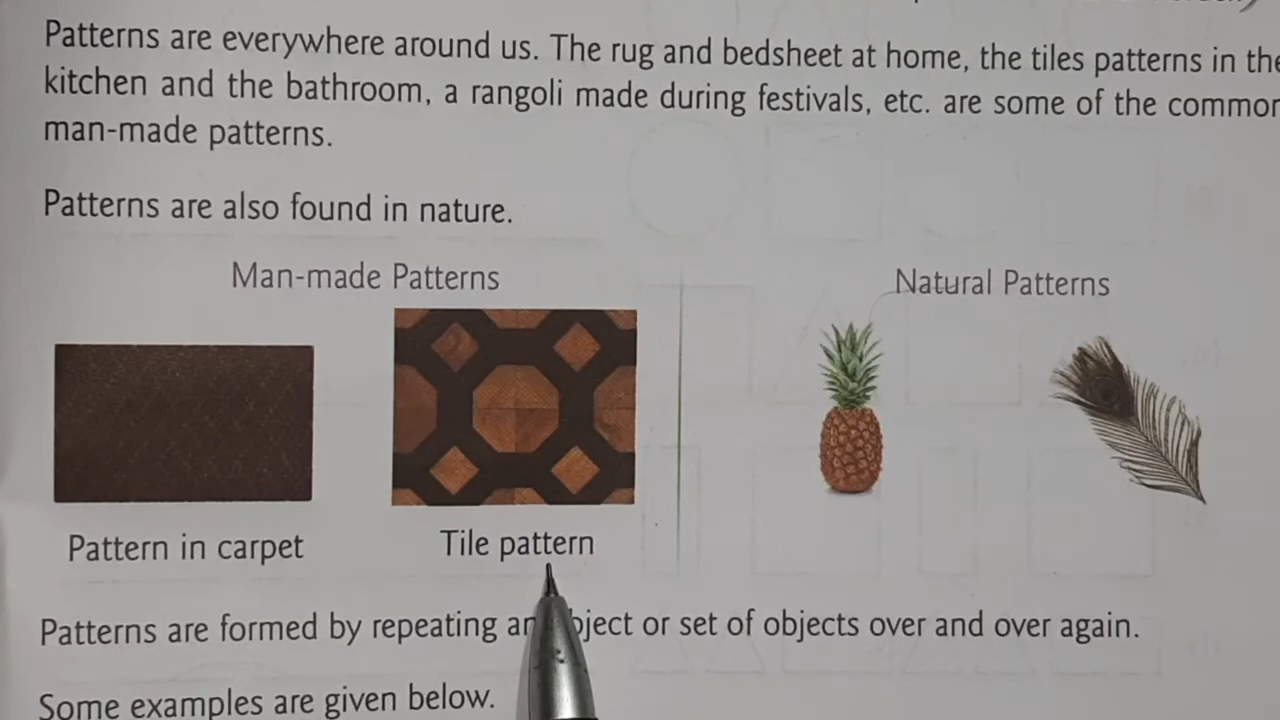 Patterns are everywhere around us. The rug and bedsheet at home, the tiles patterns in the
kitchen and the bathroom, a rangoli made during festivals, etc. are some of the common
man-made patterns.
Patterns are also found in nature.
Man-made Patterns
Natural Patterns
Pattern in carpet
Tile pattern
Patterns are formed by repeating an object or set of objects over and over again.
Some examples are given below.